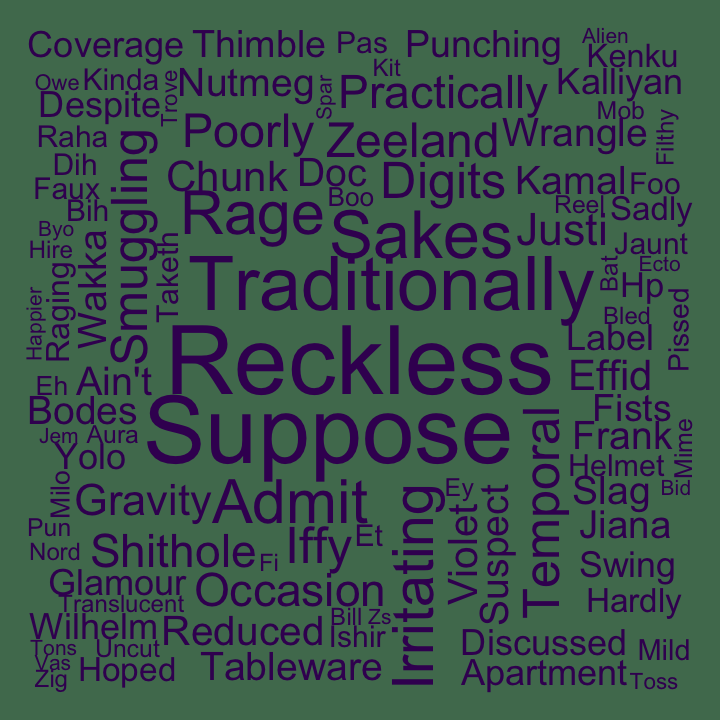 Coverage Thimble Pas Punching Alien
Kenku
Owe Kinda Trove Nutmeg Spar Kit Practically Kalliyan
Despite Mob
Raha Poorly Zeeland Wrangle Filthy
Dih Smuggling Chunk Doc Digits Kamal Foo
Faux Boo
Bih Rage Sakes Justi Reel Sadly
Byo
Hire Wakka Taketh Jaunt
Ecto
Traditionally Bat Hp
Happier Raging Bled Pissed
Reckless Label
Eh Ain't Effid
Bodes Suppose Fists
Jem Aura Temporal Frank Mime
Yolo Helmet
Milo Gravity Admit Irritating Ey Violet Suspect Slag Bid
Pun Iffy Et Jiana
Nord Shithole Fi Swing
Glamour Occasion Hardly
Translucent
Wilhelm Reduced Bill Zs
Ishir Discussed Mild
Tons Uncut
Vas Hoped Tableware Apartment Toss
Zig